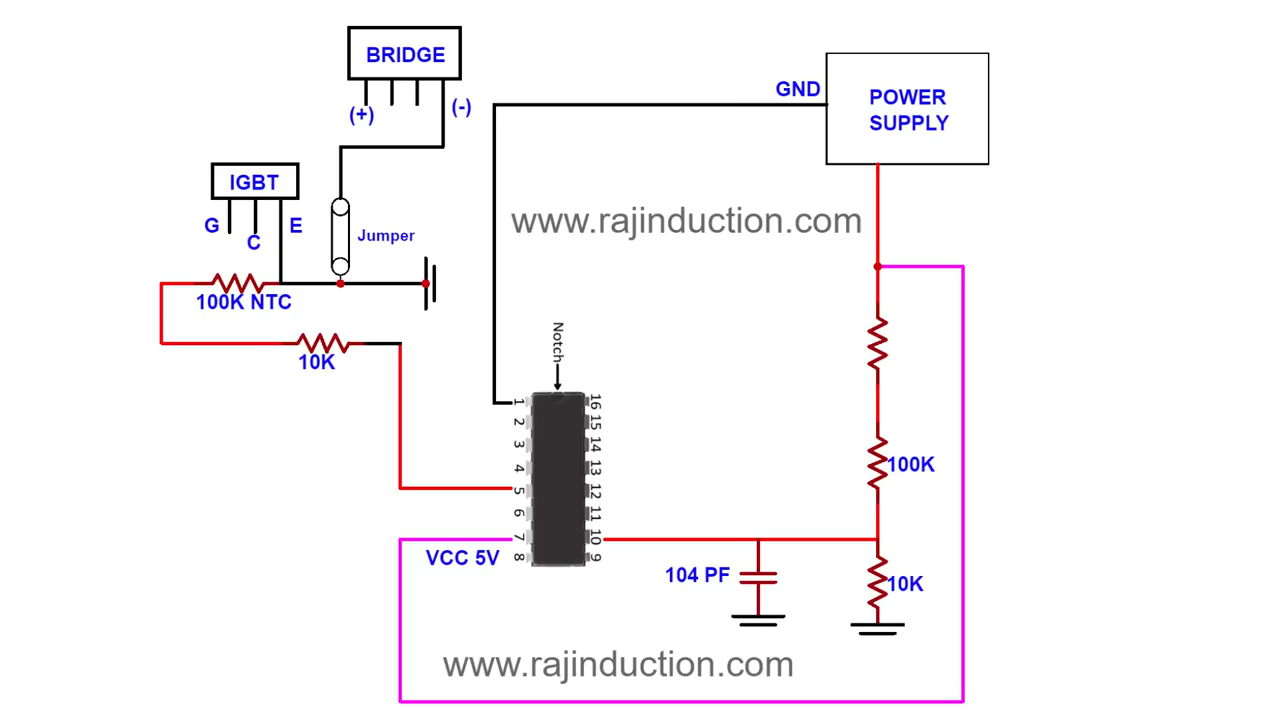 BRIDGE
(+)
(-)
GND
POWER
SUPPLY
IGBT
G
C
E
Jumper
www.rajinduction.com
100K NTC
10K
Notch
1
2
3
4
5
6
7
8
16
15
14
13
12
11
10
9
100K
VCC 5V
104 PF
10K
www.rajinduction.com